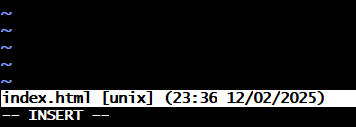 ~
~
~
~
~
index.html [unix] (23:36 12/02/2025)
-- INSERT --